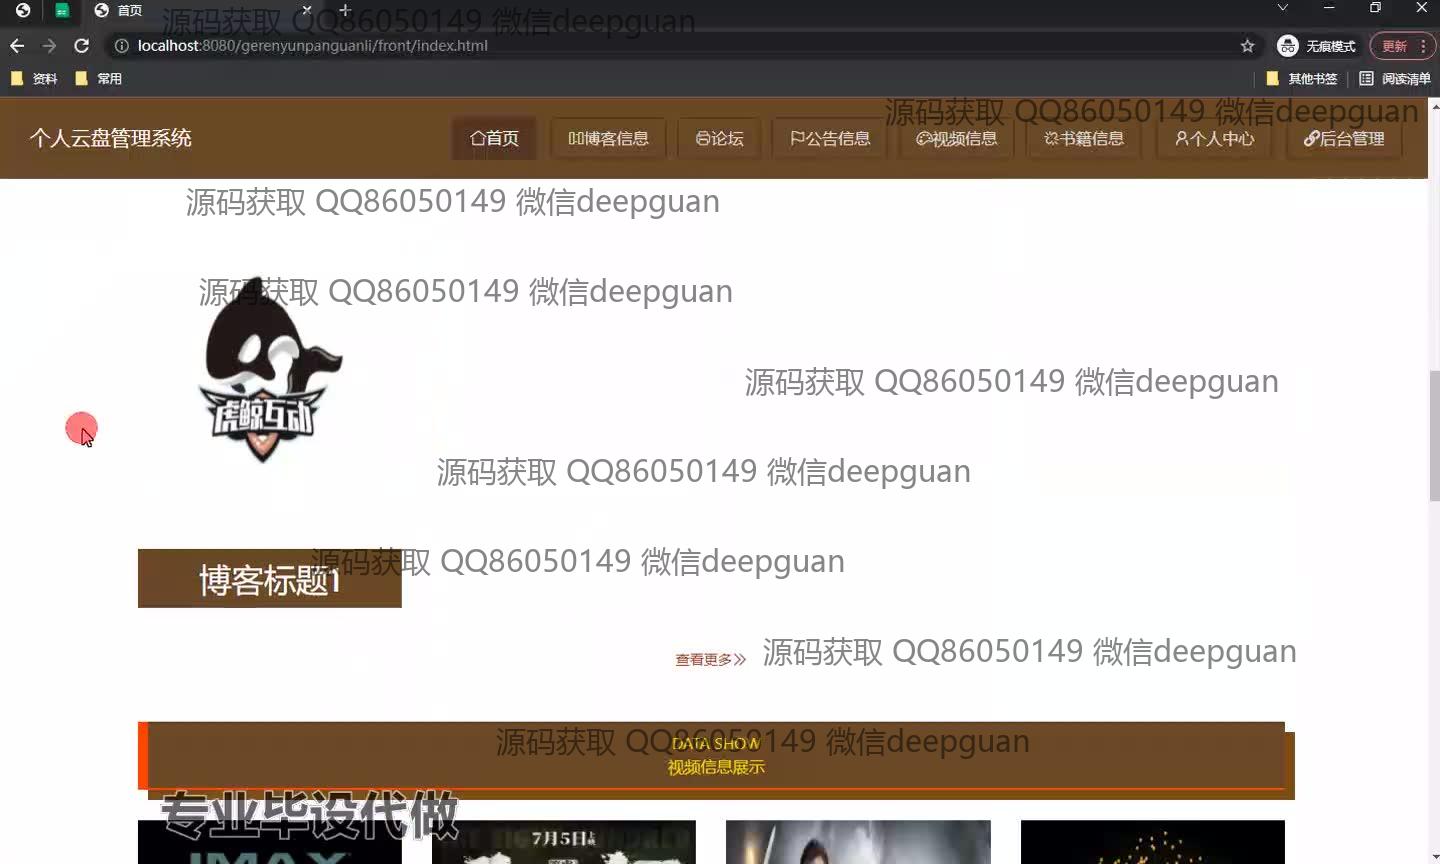 首页
源码获取 QQ86050149 微信deepguan
localhost:8080/gerenyunpanguanli/front/index.html
无痕模式
更新
资料
常用
其他书签
阅读清单
源码获取 QQ86050149 微信deepguan
个人云盘管理系统
首页
博客信息
论坛
公告信息
视频信息
书籍信息
个人中心
后台管理
源码获取 QQ86050149 微信deepguan
源码获取 QQ86050149 微信deepguan
源码获取 QQ86050149 微信deepguan
虎鲸互动
源码获取 QQ86050149 微信deepguan
源码获取 QQ86050149 微信deepguan
博客标题1
查看更多
源码获取 QQ86050149 微信deepguan
源码获取 QQ86050149 微信deepguan
DATA SHOW
视频信息展示
专业毕设代做
IMAX
7月5日